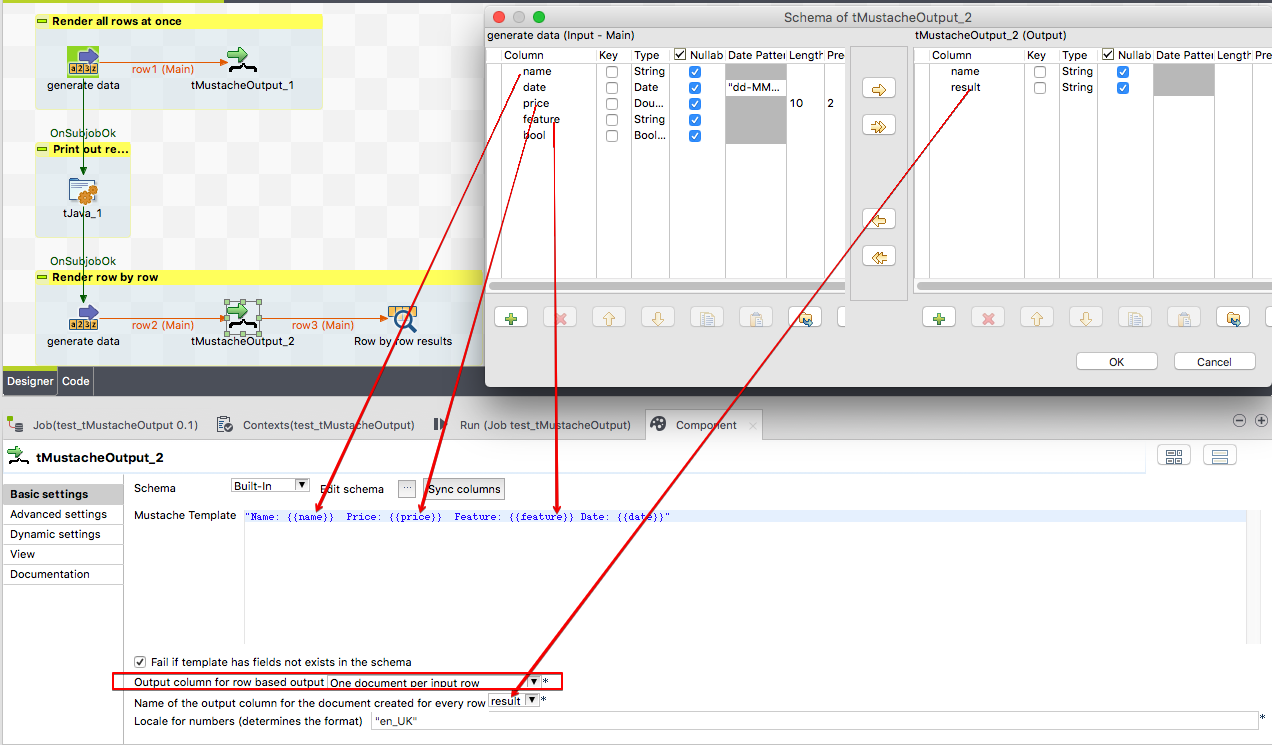 Render all rows at once
generate data
row1 (Main)
tMustacheOutput_1
OnSubjobOk
Print out re...
tJava_1
OnSubjobOk
Render row by row
generate data
row2 (Main)
tMustacheOutput_2
row3 (Main)
Row by row results
Designer
Code
Schema of tMustacheOutput_2
generate data (Input - Main)
Column Key Type Nullab Date Patter Length Pre
name String
date Date "dd-MM...
price Dou... 10 2
feature String
bool Bool...
tMustacheOutput_2 (Output)
Column Key Type Nullab Date Patter Length Pre
name String
result String
OK
Cancel
Job(test_tMustacheOutput 0.1)
Contexts(test_tMustacheOutput)
Run (Job test_tMustacheOutput)
Component
tMustacheOutput_2
Basic settings
Advanced settings
Dynamic settings
View
Documentation
Schema Built-In Edit schema ... Sync columns
Mustache Template "Name: {{name}} Price: {{price}} Feature: {{feature}} Date: {{date}}"
Fail if template has fields not exists in the schema
Output column for row based output One document per input row *
Name of the output column for the document created for every row result *
Locale for numbers (determines the format) "en_UK" *